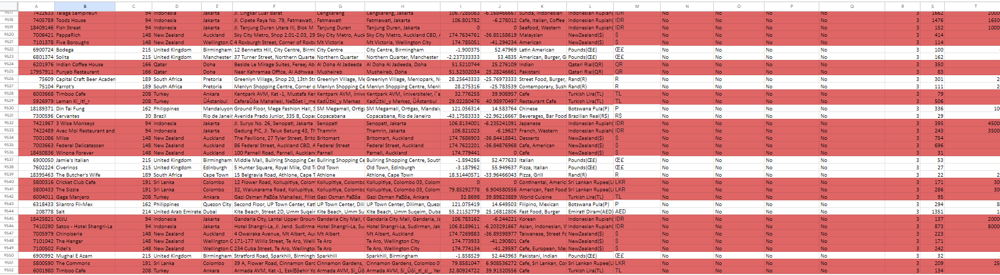 A B C D E F G H I J K L M N O P Q R S T
9517 7422633 Talaga Sampireun 94 Indonesia Jakarta Jl. Lingkar Luar Barat Cengkareng Cengkareng, Jakarta 106.7285083 -6.168466667 Sunda, Indonesian Indonesian Rupiah( IDR No No No No 3 1662 2000
9518 7405789 Toodz House 94 Indonesia Jakarta Jl. Cipete Raya No. 79, Fatmawati, Fatmawati Fatmawati, Jakarta 106.801782 -6.278012 Cafe, Italian, Coffee Indonesian Rupiah( IDR No No No No 3 1476 1650
9519 18409146 Fish Streat 94 Indonesia Jakarta Jl. Tanjung Duren Utara III, Blok M Tanjung Duren Tanjung Duren, Jakarta 0 0 Seafood, Western Indonesian Rupiah( IDR No No No No 3 152 1000
9520 7006421 PappaRich 148 New Zealand Auckland Sky City Metro, Shop 2.01-2.03, 29 Sky City Metro, Auck Sky City Metro, Auckland CBD, A 174.7634761 -36.85158619 Malaysian NewZealand($) $ No No No No 3 414
9521 7101378 Five Boroughs 148 New Zealand Wellington C 4 Roxburgh Street, Corner of Roxb Mt Victoria Mt Victoria, Wellington City 174.785051 -41.294234 American NewZealand($) $ No No No No 3 114
9522 6900724 Bodega 215 United Kingdom Birmingham 12 Bennetts Hill, City Centre, Birmi City Centre City Centre, Birmingham -1.900375 52.47969 Latin American Pounds(Œ£) Œ£ No No No No 3 100
9523 6801374 Solita 215 United Kingdom Manchester 37 Turner Street, Northern Quarte Northern Quarter Northern Quarter, Manchester -2.237333333 53.4835 American, Burger, G Pounds(Œ£) Œ£ No No No No 3 162
9524 6201976 Indian Coffee House 166 Qatar Doha Beside Le Mirage Suites, Fereej Ab Al Doha Al Jadeeda Al Doha Al Jadeeda, Doha 51.5210744 25.276109 Indian Qatari Rial(QR) QR No No No No 3 350
9525 17957911 Punjab Restaurant 166 Qatar Doha Near Kahramaa Office, Al Adhwaa Musheireb Musheireb, Doha 51.52302034 25.28246661 Pakistani Qatari Rial(QR) QR No No No No 3 83
9526 75609 Capital Craft Beer Academ 189 South Africa Pretoria Greenlyn Village, Shop 20, 13th Str Greenlyn Village, Me Greenlyn Village, Menlopark, N 28.25643333 -25.76973333 Street Food, Burger, Rand(R) R No No No No 3 301 2
9527 75104 Parrot's 189 South Africa Pretoria Menlyn Shopping Centre, Corner o Menlyn Shopping Ce Menlyn Shopping Centre, Menl 28.275316 -25.783539 Contemporary, Sush Rand(R) R No No No No 3 111 2
9528 6003668 Timboo Cafe 208 Turkey Ankara Kentpark AVM, Kat -1, Mustafa Ker Kentpark AVM, Kentpark AVM, 32.776255 39.908957 Cafe Turkish Lira(TL) TL No No No No 3 79
9529 5926979 Leman Kí_ltí_r 208 Turkey ÛÁstanbul CaferaÛôa Mahallesi, KadÛ±kí_y Merkez KadÛ±kí_y Merkez, ÛÁstanbul 29.02280476 40.98970497 Restaurant Cafe Turkish Lira(TL) TL No No No No 3 506
9530 18189371 Din Tai Fung 162 Philippines Mandaluyon Ground Floor, Mega Fashion Hall, S SM Megamall, Ortiga SM Megamall, Ortigas, Mandal 121.056314 14.583764 Chinese Botswana Pula(P) P No No No No 3 336 10
9531 7300596 Cervantes 30 Brazil Rio de Janeir Avenida Prado Junior, 335 B, Copac Copacabana Copacabana, Rio de Janeiro -43.17583333 -22.96216667 Beverages, Bar Food Brazilian Real(R$) R$ No No No No 3 29
9532 7421967 3 Wise Monkeys 94 Indonesia Jakarta Jl. Suryo No. 26, Senopati, Jakarta Senopati Senopati, Jakarta 106.8134001 -6.235241091 Japanese Indonesian Rupiah( IDR No No No No 3 395 4500
9533 7422489 Avec Moi Restaurant and 94 Indonesia Jakarta Gedung PIC, Jl. Teluk Betung 43, Th Thamrin Thamrin, Jakarta 106.821023 -6.19627 French, Western Indonesian Rupiah( IDR No No No No 3 243 3500
9534 7001086 Milse 148 New Zealand Auckland The Pavilions, 27 Tyler Street, Brito Britomart Britomart, Auckland 174.7686903 -36.84418841 Desserts NewZealand($) $ No No No No 3 754
9535 7003663 Federal Delicatessen 148 New Zealand Auckland 86 Federal Street, Auckland CBD, A Federal Street Federal Street, Auckland 174.7622201 -36.84876968 Cafe, American NewZealand($) $ No No No No 3 696
9536 18450836 Winona Forever 148 New Zealand Auckland 100 Parnell Road, Parnell, Aucklan Parnell Parnell, Auckland 174.779441 0 Cafe NewZealand($) $ No No No No 3 31
9537 6900050 Jamie's Italian 215 United Kingdom Birmingham Middle Mall, Bullring Shopping Cer Bullring Shopping Ce Bullring Shopping Centre, South -1.894286 52.477633 Italian Pounds(Œ£) Œ£ No No No No 3 53
9538 7602224 Civerinos 215 United Kingdom Edinburgh 5 Hunter Square, Royal Mile, Old T Old Town Old Town, Edinburgh -3.187962 55.949637 Pizza, Italian Pounds(Œ£) Œ£ No No No No 3 27
9539 18395463 The Butcher's Wife 189 South Africa Cape Town 15 Belgravia Road, Athlone, Cape T Athlone Athlone, Cape Town 18.51440571 -33.96466043 Pizza, Grill Rand(R) R No No No No 3 22 2
9540 5800316 Cricket Club Cafe 191 Sri Lanka Colombo 12 Flower Road, Kollupitiya, Colom Kollupitiya, Colombo Kollupitiya, Colombo 03, Colom 0 0 Continental, Americ Sri Lankan Rupee(L LKR No No No No 3 171 30
9541 5800433 The Sizzle 191 Sri Lanka Colombo 32, Walukarama Road, Kollupitiya, Kollupitiya, Colombo Kollupitiya, Colombo 03, Colom 79.85292778 6.904580556 American, Fast Food Sri Lankan Rupee(L LKR No No No No 3 286 30
9542 6004011 Gaga Manjero 208 Turkey Ankara Gazi Osman Mahallesi, Filist Gazi Osman Gazi Osman Ankara 32.8698 39.89823889 World Cuisine Turkish Lira(TL) TL No No No No 3 95
9543 6318433 Silantro Fil-Mex 162 Philippines Quezon City Second Floor, UP Town Center, Kati UP Town Center, Dili UP Town Center, Diliman, Quezo 121.075419 14.649503 Filipino, Mexican Botswana Pula(P) P No No No No 3 294 8
9544 208778 Salt 214 United Arab Emirate Dubai Kite Beach, Street 2D, Umm Suqeir Kite Beach, Umm Su Kite Beach, Umm Suqeim, Duba 55.21152779 25.16812806 Fast Food, Burger Emirati Diram(AED) AED No No No No 3 1351 1
9545 18425821 OJJU 94 Indonesia Jakarta Gandaria City, Lantai Upper Groun Gandaria City Mall, G Gandaria City Mall, Gandaria, Ja 106.783162 -6.244221 Korean Indonesian Rupiah( IDR No No No No 3 137 2000
9546 7410290 Satoo - Hotel Shangri-La 94 Indonesia Jakarta Hotel Shangri-La, Jl. Jend. Sudirma Hotel Shangri-La, Su Hotel Shangri-La, Sudirman, Jak 106.8189611 -6.203291667 Asian, Indonesian, W Indonesian Rupiah( IDR No No No No 3 873 8000
9547 7005979 Chinoiserie 148 New Zealand Auckland 4 Owairaka Avenue, Mt Albert, Auc Mt Albert Mt Albert, Auckland 174.7269883 -36.89398977 Taiwanese, Street Fo NewZealand($) $ No No No No 3 223
9548 7101042 The Hangar 148 New Zealand Wellington C 171-177 Willis Street, Te Aro, Welli Te Aro Te Aro, Wellington City 174.773933 -41.290801 Cafe NewZealand($) $ No No No No 3 171
9549 7100502 Fidel's 148 New Zealand Wellington C 234 Cuba Street, Te Aro, Wellingto Te Aro Te Aro, Wellington City 174.774134 -41.29597 Cafe, European, Me NewZealand($) $ No No No No 3 242
9550 6900992 Mughal E Azam 215 United Kingdom Birmingham Stratford Road, Sparkhill, Birmingh Sparkhill Sparkhill, Birmingham -1.858529 52.443963 Pakistani, Indian Pounds(Œ£) Œ£ No No No No 3 32
9551 5800590 The Commons 191 Sri Lanka Colombo 39 A, Flower Road, Cinnamon Garc Cinnamon Gardens, Cinnamon Gardens, Colombo 0 79.8581047 6.908536272 Cafe, Sri Lankan, Cor Sri Lankan Rupee(L LKR No No No No 3 209 25
9552 6001980 Timboo Cafe 208 Turkey Ankara Armada AVM, Kat -1, Armada AVM, Armada AVM, 32.80924722 39.91320556 Cafe Turkish Lira(TL) TL No No No No 3 134